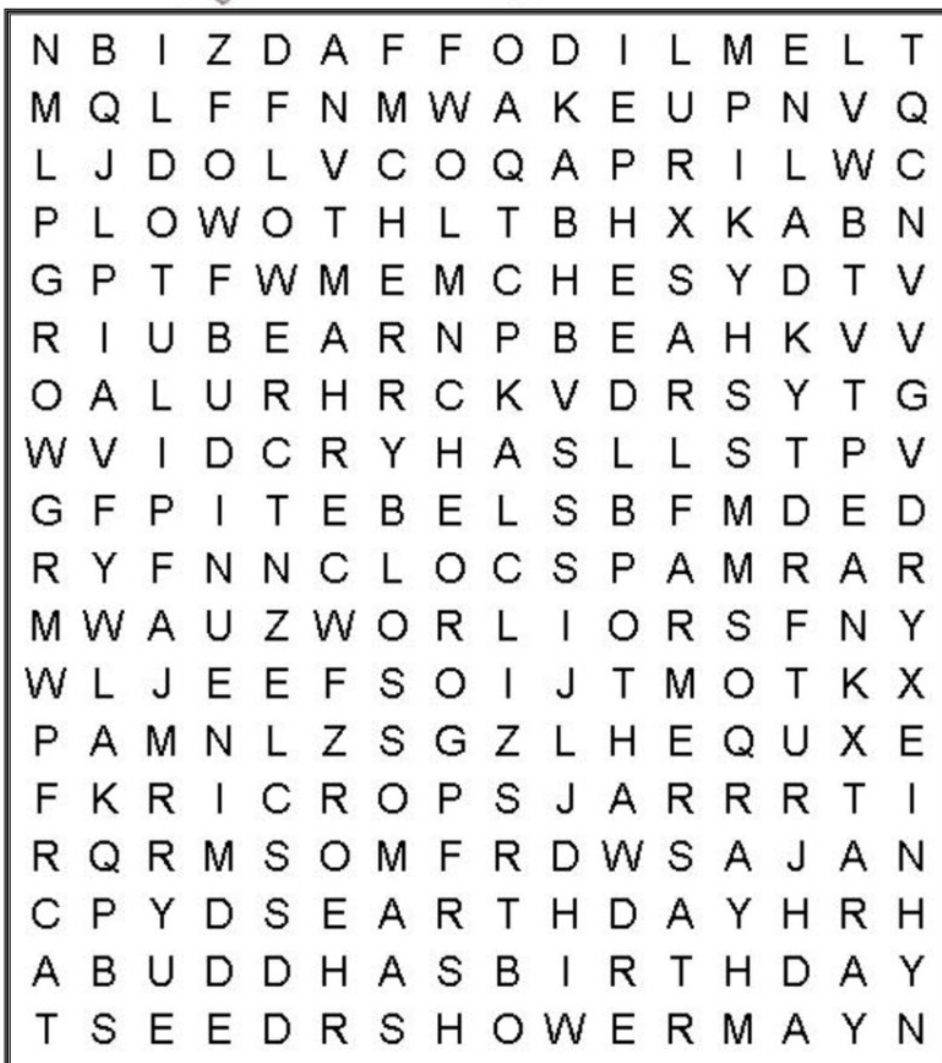 N B I Z D A F F O D I L M E L T
M Q L F F N M W A K E U P N V Q
L J D O L V C O Q A P R I L W C
P L O W O T H L T B H X K A B N
G P T F W M E M C H E S Y D T V
R I U B E A R N P B E A H K V V
O A L U R H R C K V D R S Y T G
W V I D C R Y H A S L L S T P V
G F P I T E B E L S B F M D E D
R Y F N N C L O C S P A M R A R
M W A U Z W O R L I O R S F N Y
W L J E E F S O I J T M O T K X
P A M N L Z S G Z L H E Q U X E
F K R I C R O P S J A R R R T I
R Q R M S O M F R D W S A J A N
C P Y D S E A R T H D A Y H R H
A B U D D H A S B I R T H D A Y
T S E E D R S H O W E R M A Y N